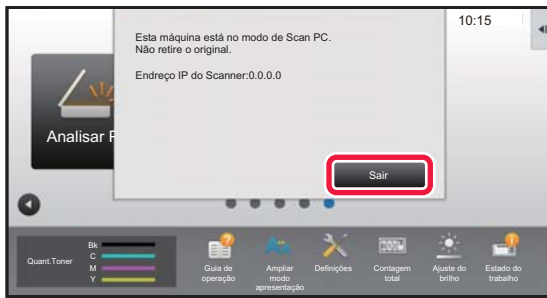 Esta máquina está no modo de Scan PC.
Não retire o original.
Endereço IP do Scanner:0.0.0.0
Sair
10:15
Analisar
Quant.Toner
Bk
C
M
Y
Guia de
operação
Ampliar
modo
apresentação
Definições
Contagem
total
Ajuste do
brilho
Estado do
trabalho